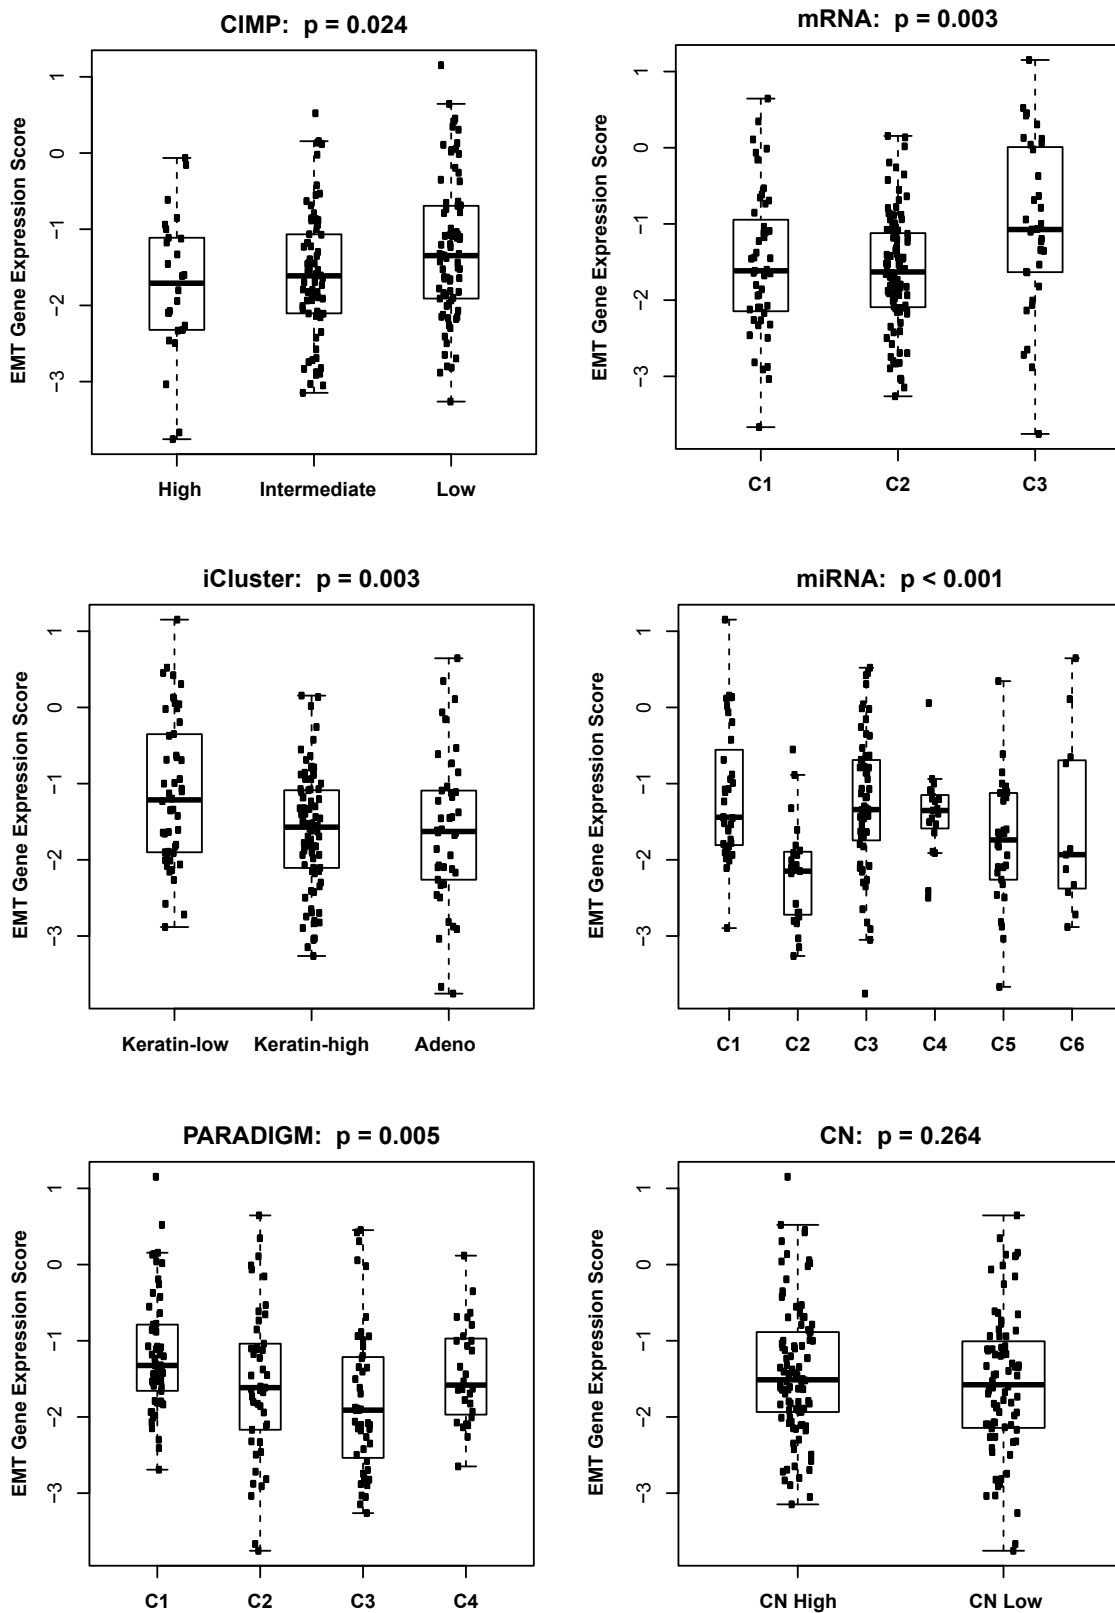 CIMP: p = 0.024
EMT Gene Expression Score
1
0
−1
−2
−3
High Intermediate Low
mRNA: p = 0.003
EMT Gene Expression Score
1
0
−1
−2
−3
C1 C2 C3
iCluster: p = 0.003
EMT Gene Expression Score
1
0
−1
−2
−3
Keratin-low Keratin-high Adeno
miRNA: p < 0.001
EMT Gene Expression Score
1
0
−1
−2
−3
C1 C2 C3 C4 C5 C6
PARADIGM: p = 0.005
EMT Gene Expression Score
1
0
−1
−2
−3
C1 C2 C3 C4
CN: p = 0.264
EMT Gene Expression Score
1
0
−1
−2
−3
CN High CN Low